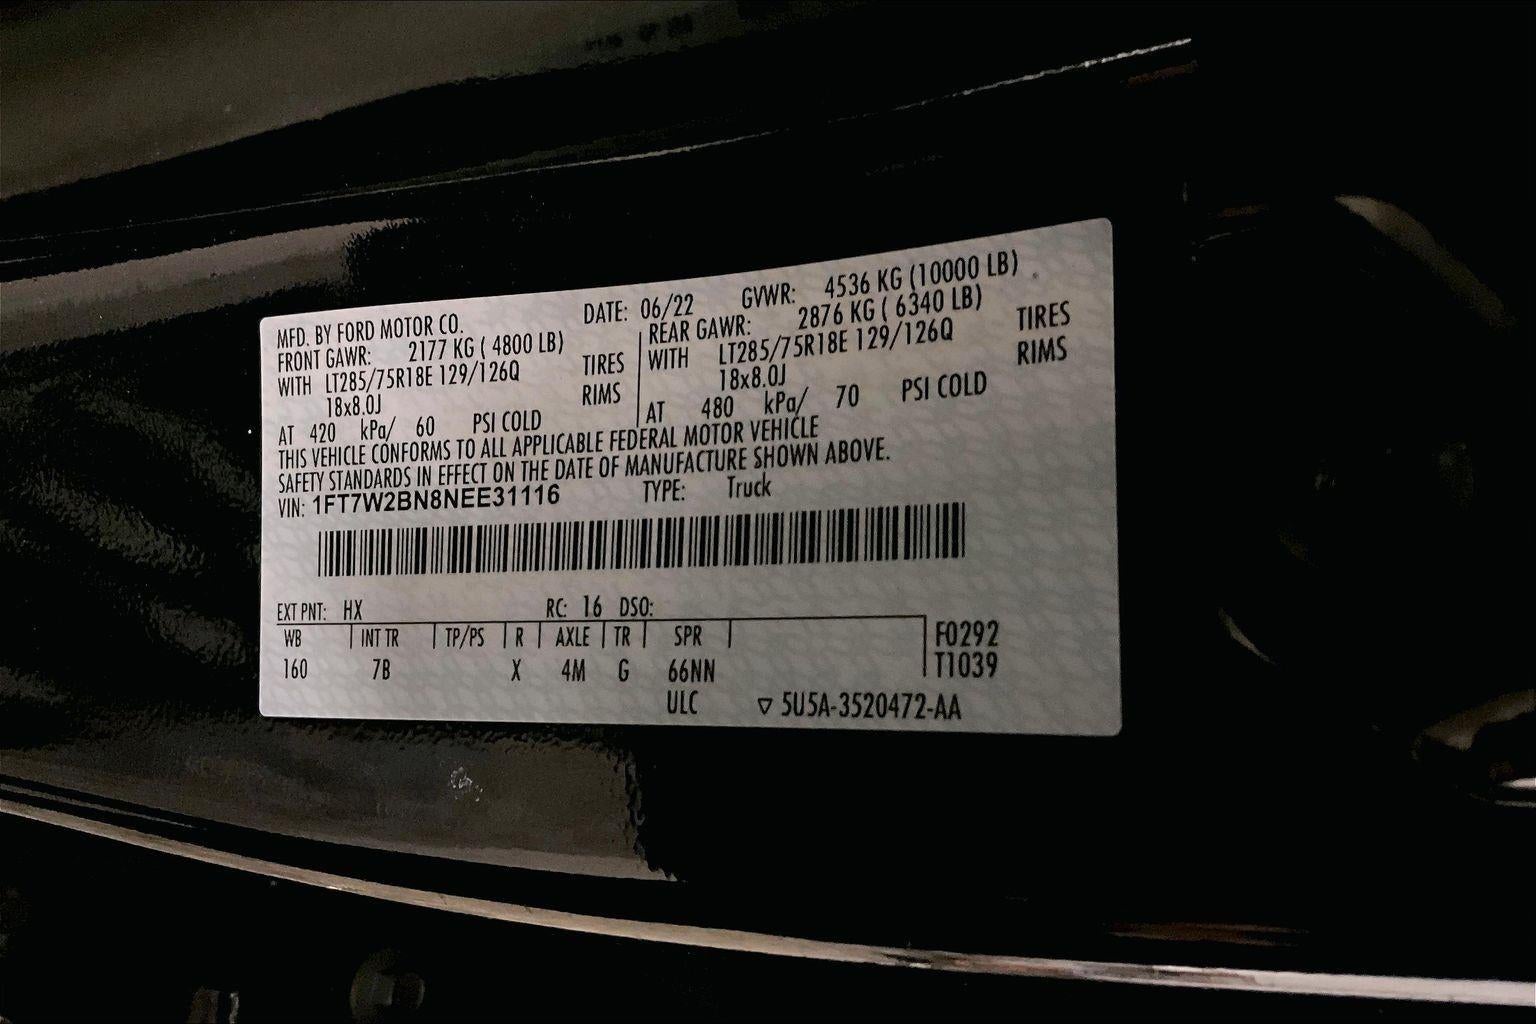 MFD. BY FORD MOTOR CO. DATE: 06/22 GVWR: 4536 KG (10000 LB)
FRONT GAWR: 2177 KG ( 4800 LB) REAR GAWR: 2876 KG ( 6340 LB)
WITH LT285/75R18E 129/126Q TIRES WITH LT285/75R18E 129/126Q TIRES
18x8.0J RIMS 18x8.0J RIMS
AT 420 kPa/ 60 PSI COLD AT 480 kPa/ 70 PSI COLD
THIS VEHICLE CONFORMS TO ALL APPLICABLE FEDERAL MOTOR VEHICLE
SAFETY STANDARDS IN EFFECT ON THE DATE OF MANUFACTURE SHOWN ABOVE.
VIN: 1FT7W2BN8NEE31116 TYPE: Truck
EXT PNT: HX RC: 16 DSO:
WB INT TR TP/PS R AXLE TR SPR F0292
160 7B X 4M G 66NN T1039
ULC ▽ 5U5A-3520472-AA